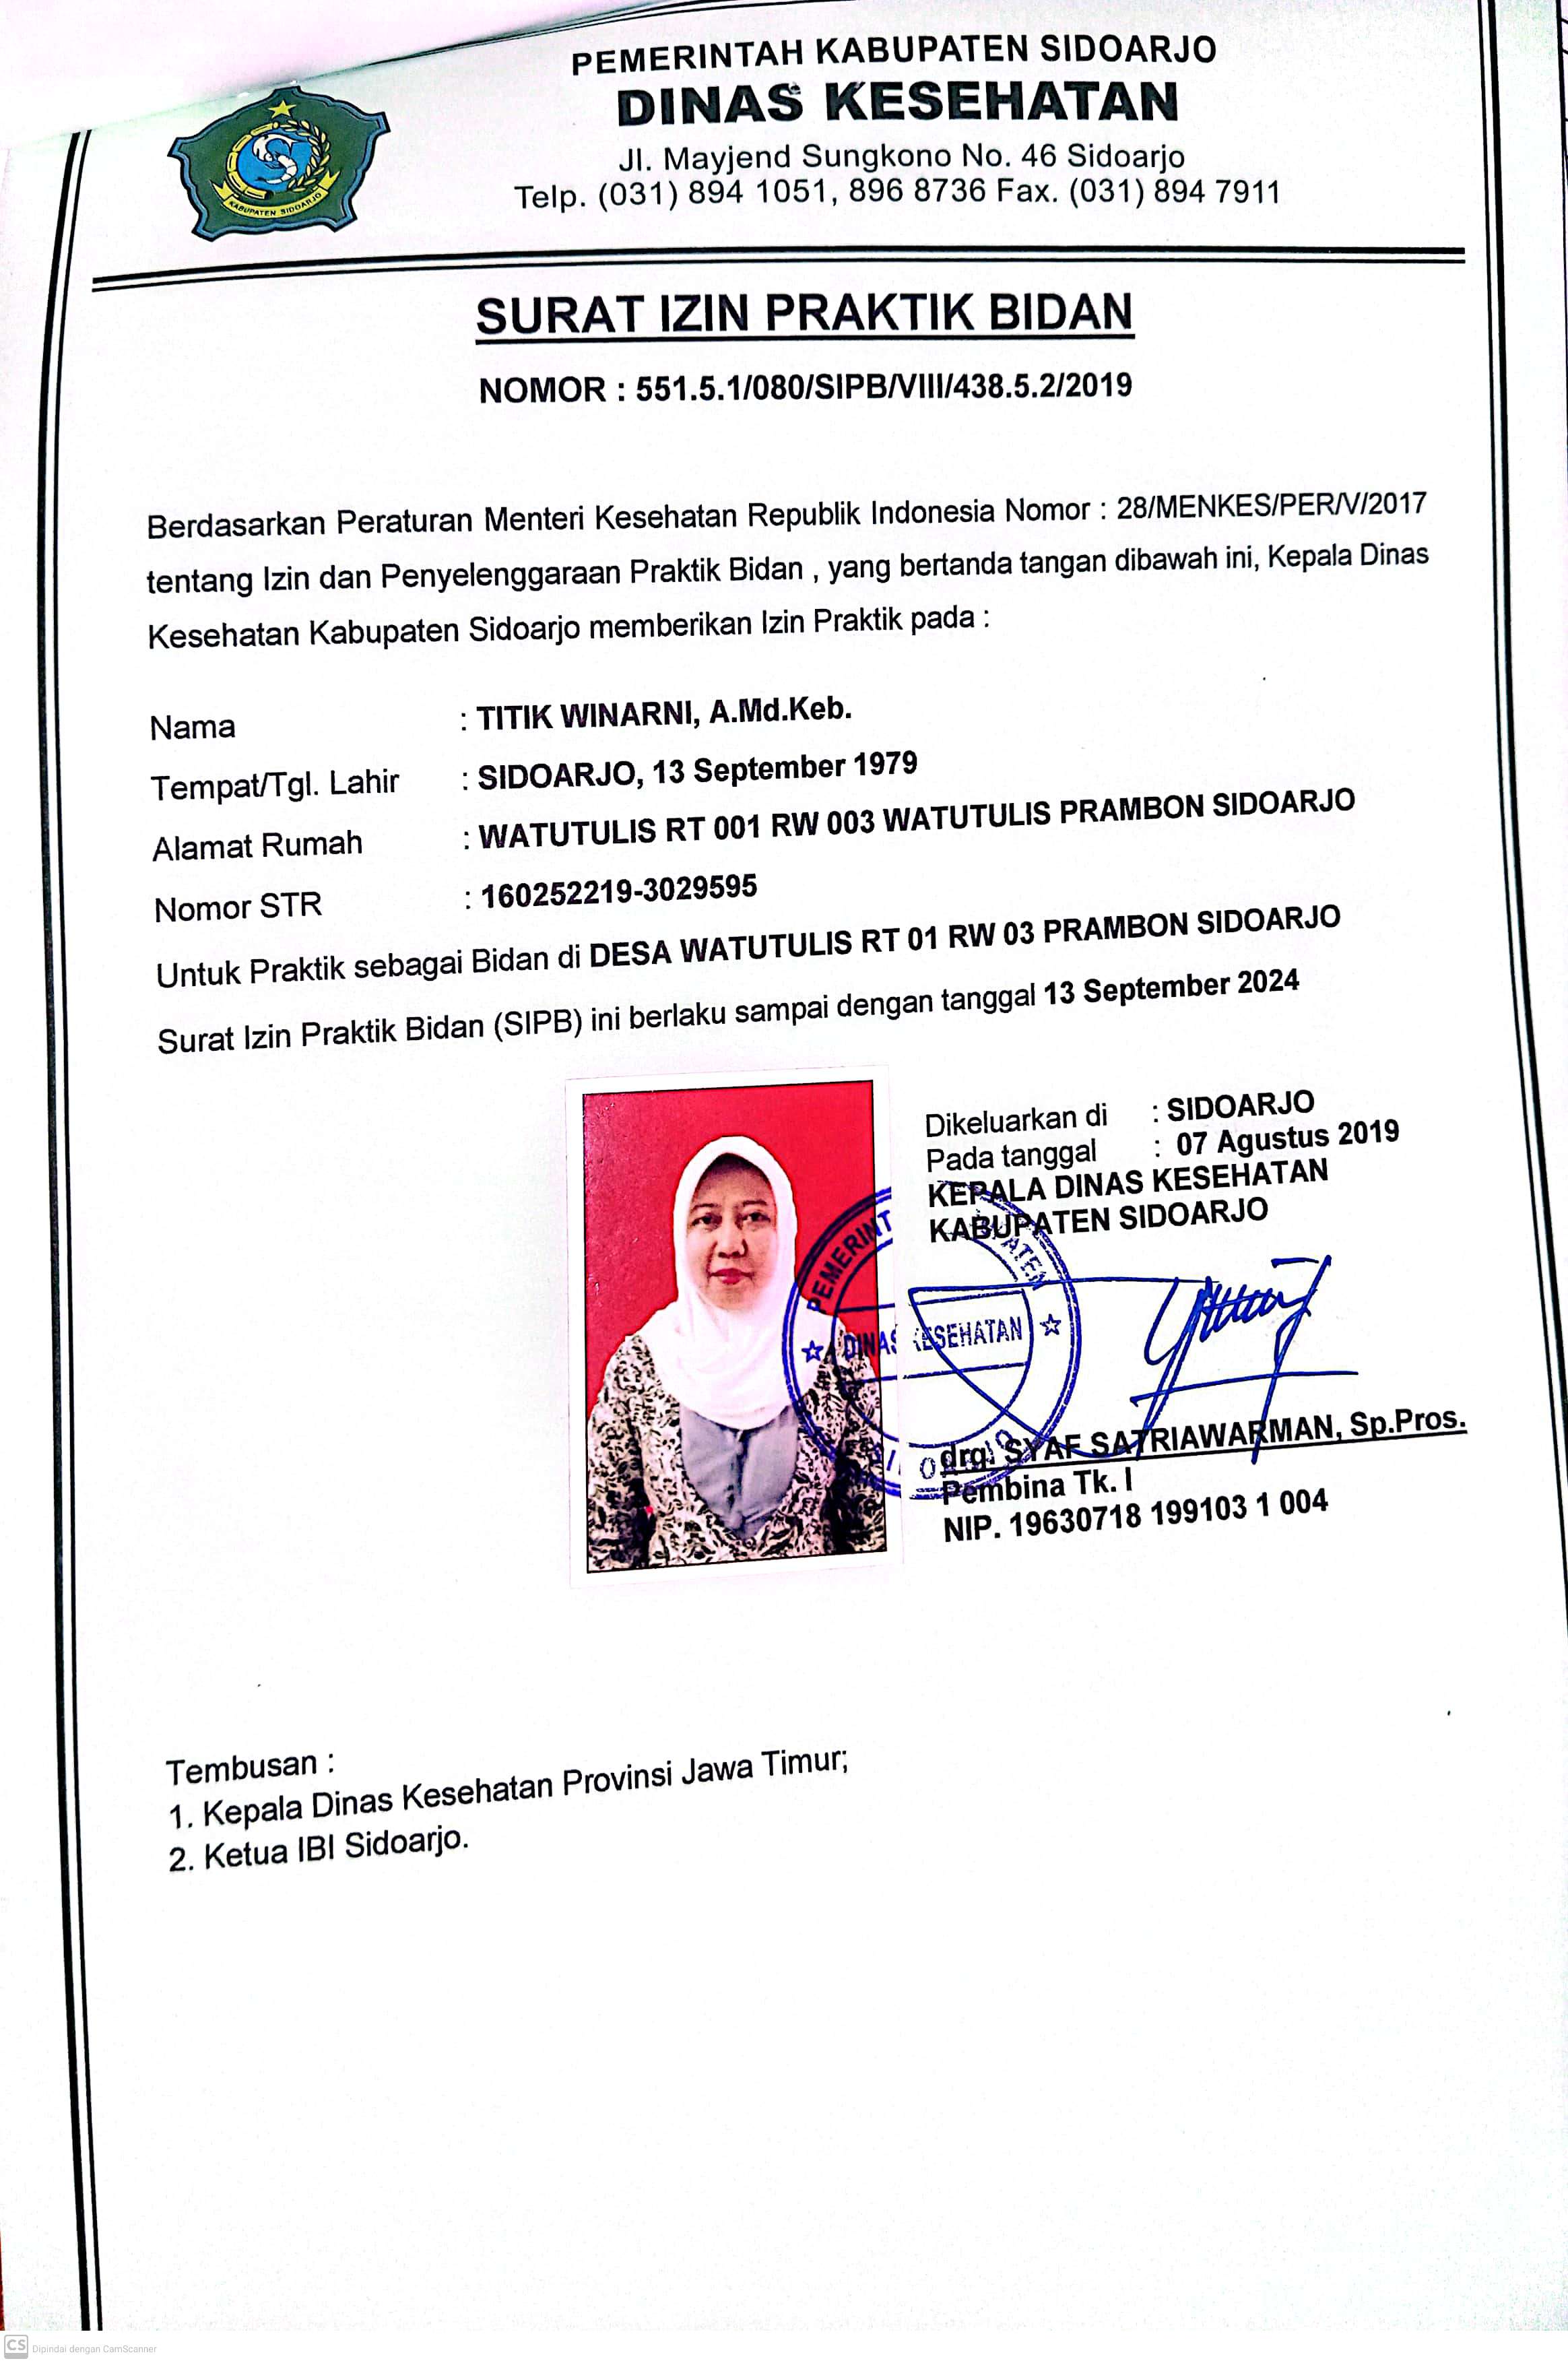 PEMERINTAH KABUPATEN SIDOARJO
DINAS KESEHATAN
Jl. Mayjend Sungkono No. 46 Sidoarjo
Telp. (031) 894 1051, 896 8736 Fax. (031) 894 7911
KABUPATEN SIDOARJO
SURAT IZIN PRAKTIK BIDAN
NOMOR : 551.5.1/080/SIPB/VIII/438.5.2/2019
Berdasarkan Peraturan Menteri Kesehatan Republik Indonesia Nomor : 28/MENKES/PER/V/2017
tentang Izin dan Penyelenggaraan Praktik Bidan , yang bertanda tangan dibawah ini, Kepala Dinas
Kesehatan Kabupaten Sidoarjo memberikan Izin Praktik pada :
Nama : TITIK WINARNI, A.Md.Keb.
Tempat/Tgl. Lahir : SIDOARJO, 13 September 1979
Alamat Rumah : WATUTULIS RT 001 RW 003 WATUTULIS PRAMBON SIDOARJO
Nomor STR : 160252219-3029595
Untuk Praktik sebagai Bidan di DESA WATUTULIS RT 01 RW 03 PRAMBON SIDOARJO
Surat Izin Praktik Bidan (SIPB) ini berlaku sampai dengan tanggal 13 September 2024
Dikeluarkan di : SIDOARJO
Pada tanggal : 07 Agustus 2019
KEPALA DINAS KESEHATAN
KABUPATEN SIDOARJO
DINAS KESEHATAN
drg. SYAF SATRIAWARMAN, Sp.Pros.
Pembina Tk. I
NIP. 19630718 199103 1 004
Tembusan :
1. Kepala Dinas Kesehatan Provinsi Jawa Timur;
2. Ketua IBI Sidoarjo.
CS Dipindai dengan CamScanner